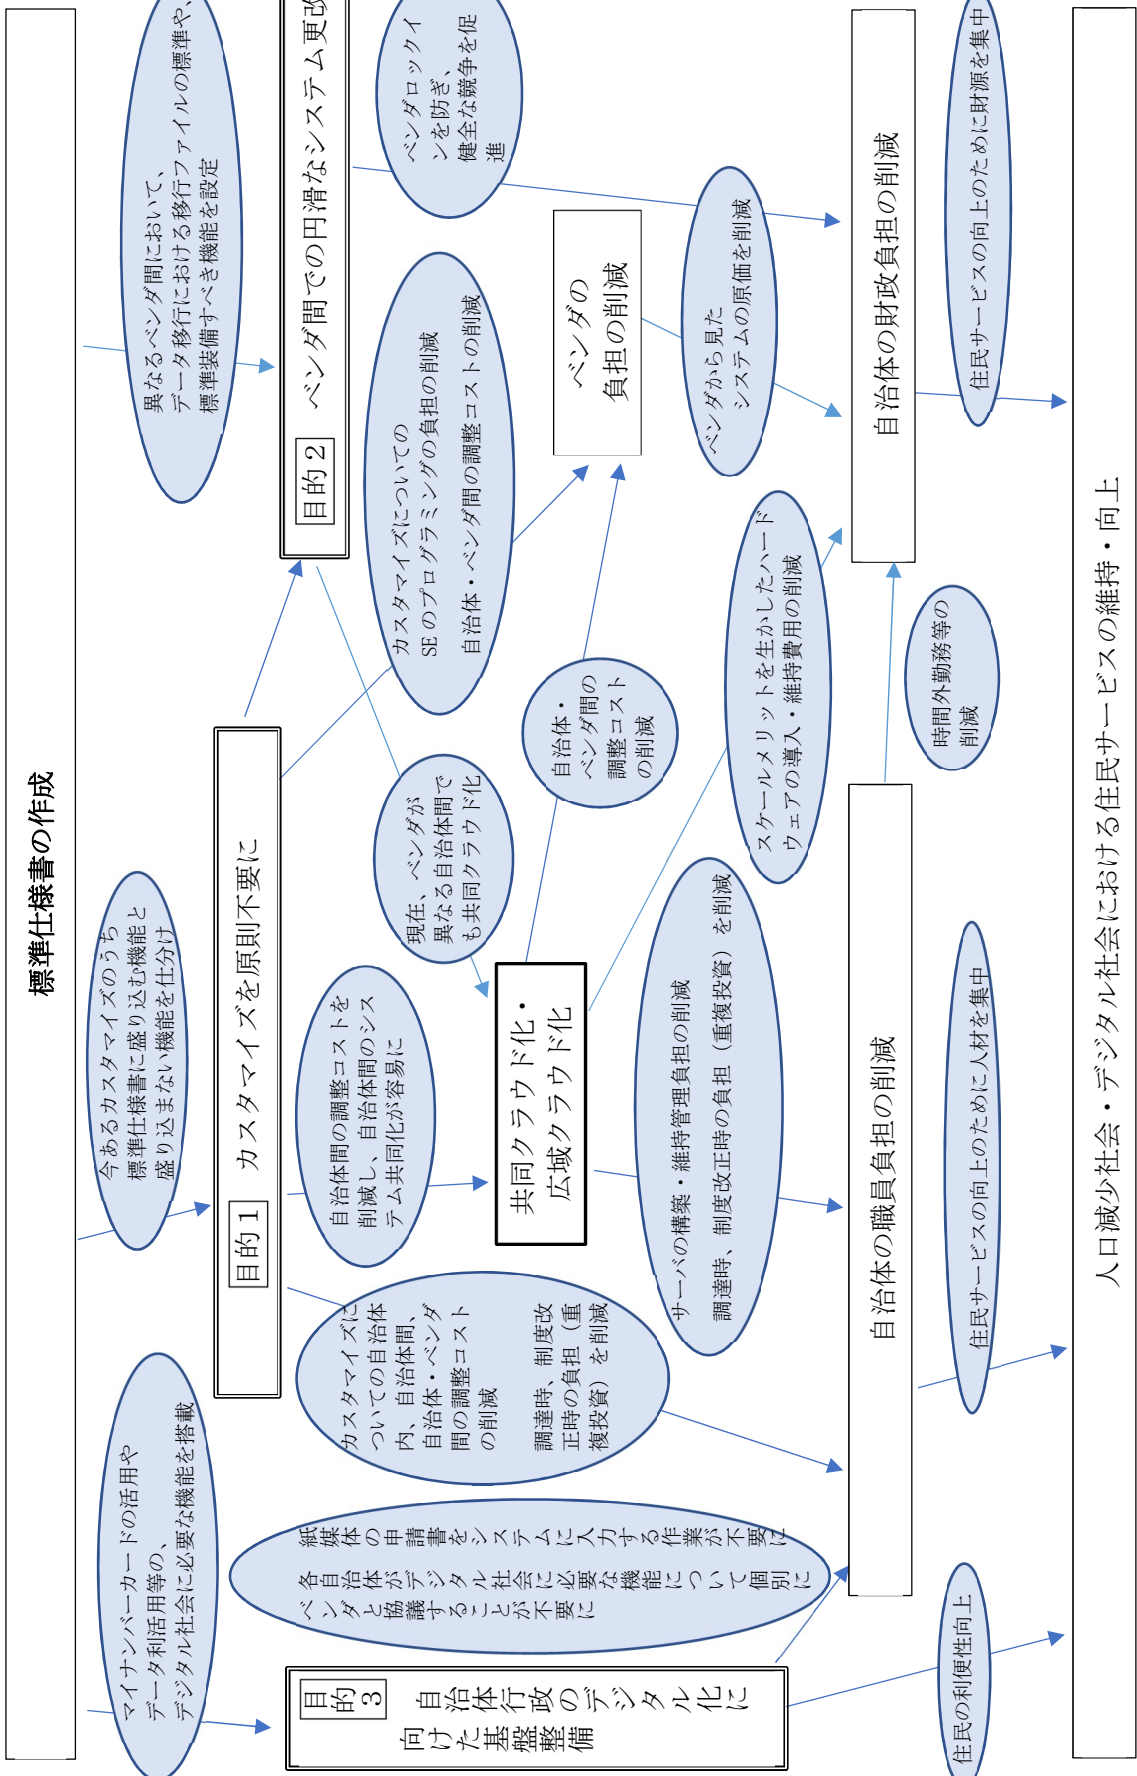 標準仕様書の作成
マイナンバーカードの活用や
データ利活用等の、
デジタル社会に必要な機能を搭載
今あるカスタマイズのうち
標準仕様書に盛り込む機能と
盛り込まない機能を仕分け
異なるベンダ間において、
データ移行における移行ファイルの標準や、
標準装備すべき機能を設定
目的1 カスタマイズを原則不要に
目的2 ベンダ間での円滑なシステム更改
目的3 自治体行政のデジタル化に
向けた基盤整備
紙媒体の申請書をシステムに入力する作業が不要に
各自治体がデジタル社会に必要な機能について個別に
ベンダと協議することが不要に
カスタマイズに
ついての自治体
内、自治体間、
自治体・ベンダ
間の調整コスト
の削減
調達時、制度改
正時の負担（重
複投資）を削減
自治体間の調整コストを
削減し、自治体間のシス
テム共同化が容易に
現在、ベンダが
異なる自治体間で
も共同クラウド化
カスタマイズについての
SEのプログラミングの負担の削減
自治体・ベンダ間の調整コストの削減
ベンダロックイ
ンを防ぎ、
健全な競争を促
進
共同クラウド化・
広域クラウド化
自治体・
ベンダ間の
調整コスト
の削減
ベンダの
負担の削減
サーバの構築・維持管理負担の削減
調達時、制度改正時の負担（重複投資）を削減
スケールメリットを生かしたハード
ウェアの導入・維持費用の削減
ベンダから見た
システムの原価を削減
自治体の職員負担の削減
時間外勤務等の
削減
自治体の財政負担の削減
住民の利便性向上
住民サービスの向上のために人材を集中
住民サービスの向上のために財源を集中
人口減少社会・デジタル社会における住民サービスの維持・向上